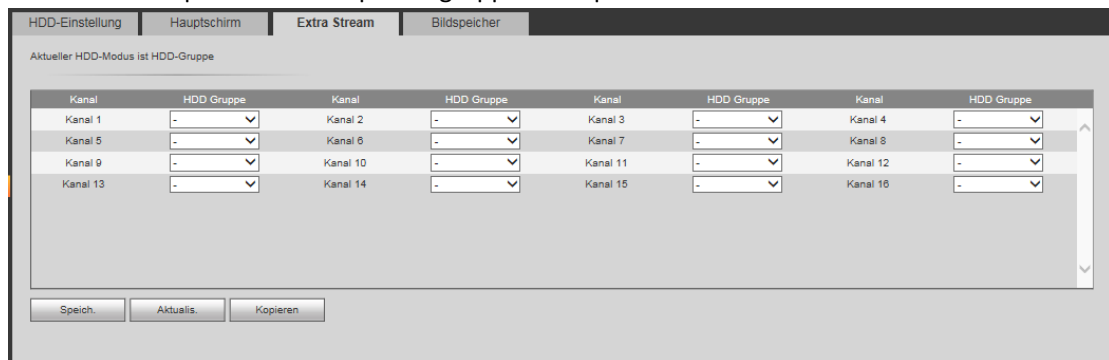 HDD-Einstellung Hauptschirm Extra Stream Bildspeicher
Aktueller HDD-Modus ist HDD-Gruppe
Kanal HDD Gruppe Kanal HDD Gruppe Kanal HDD Gruppe Kanal HDD Gruppe
Kanal 1 - Kanal 2 - Kanal 3 - Kanal 4 -
Kanal 5 - Kanal 6 - Kanal 7 - Kanal 8 -
Kanal 9 - Kanal 10 - Kanal 11 - Kanal 12 -
Kanal 13 - Kanal 14 - Kanal 15 - Kanal 16 -
Speich. Aktualis. Kopieren